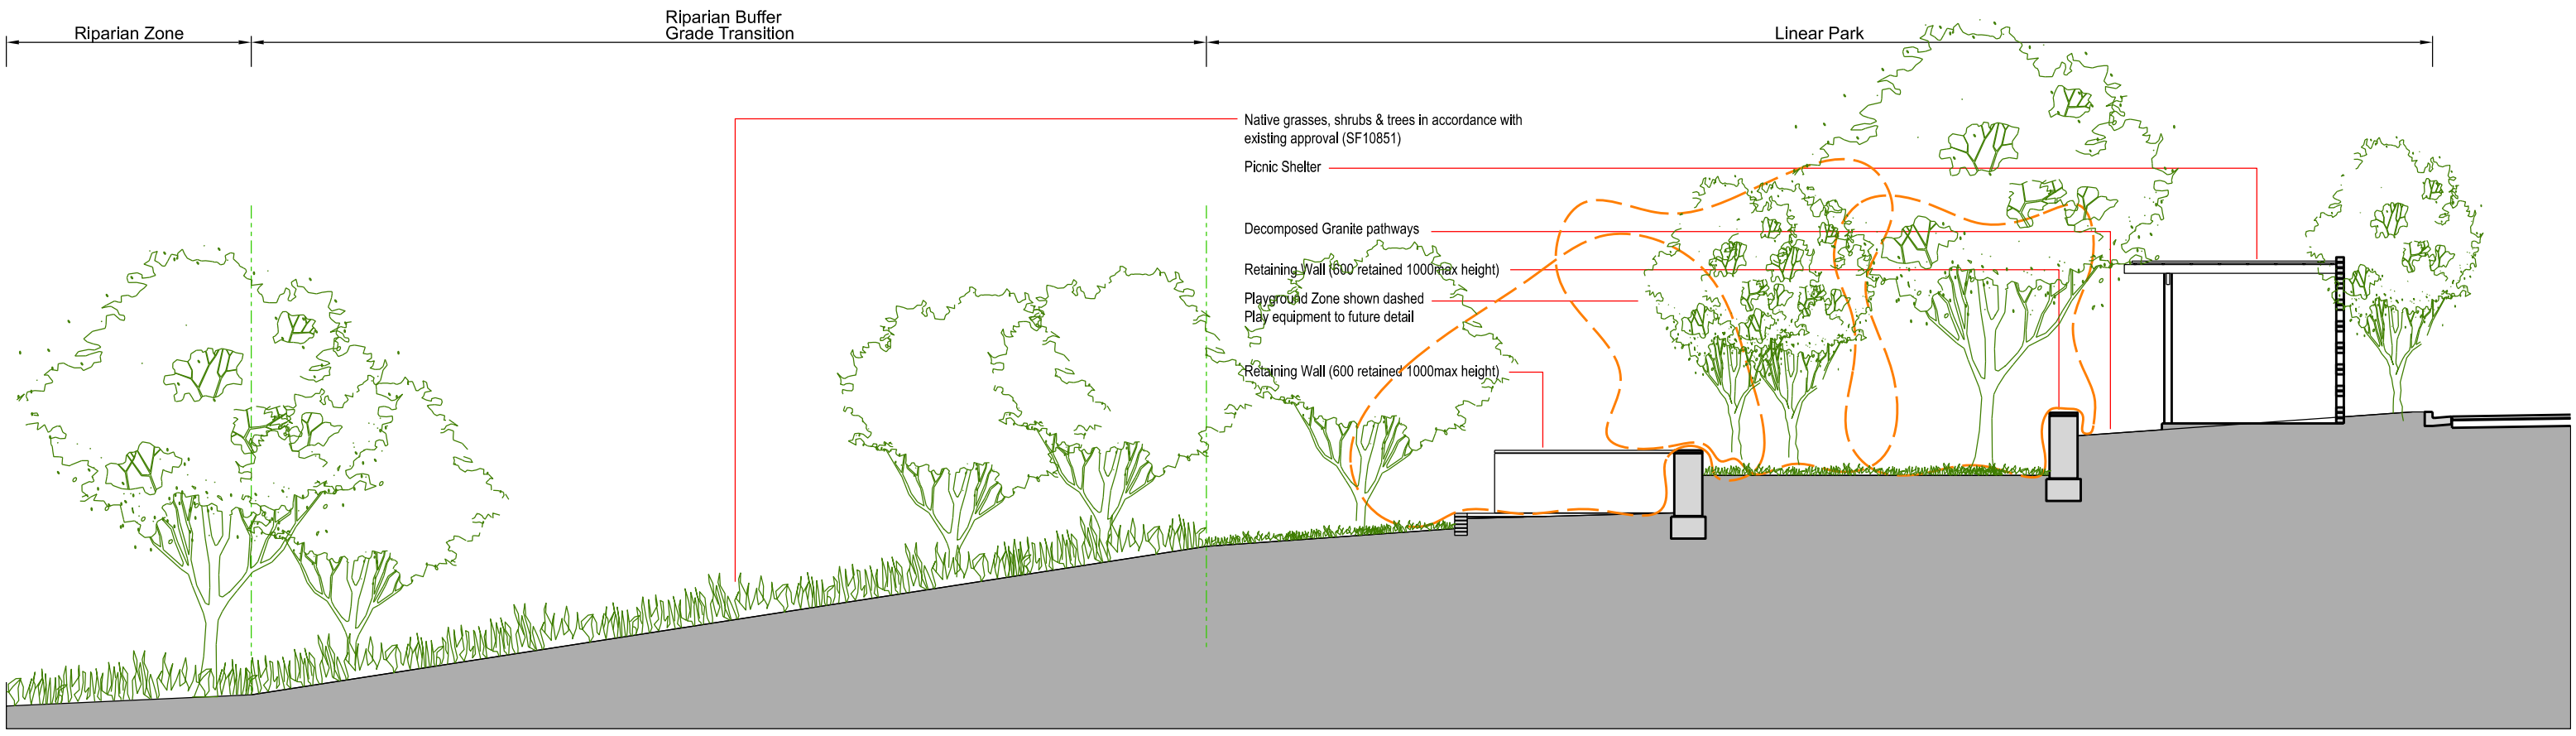 Riparian Zone
Riparian Buffer
Grade Transition
Linear Park
Native grasses, shrubs & trees in accordance with
existing approval (SF10851)
Picnic Shelter
Decomposed Granite pathways
Retaining Wall (600 retained 1000max height)
Playground Zone shown dashed
Play equipment to future detail
Retaining Wall (600 retained 1000max height)